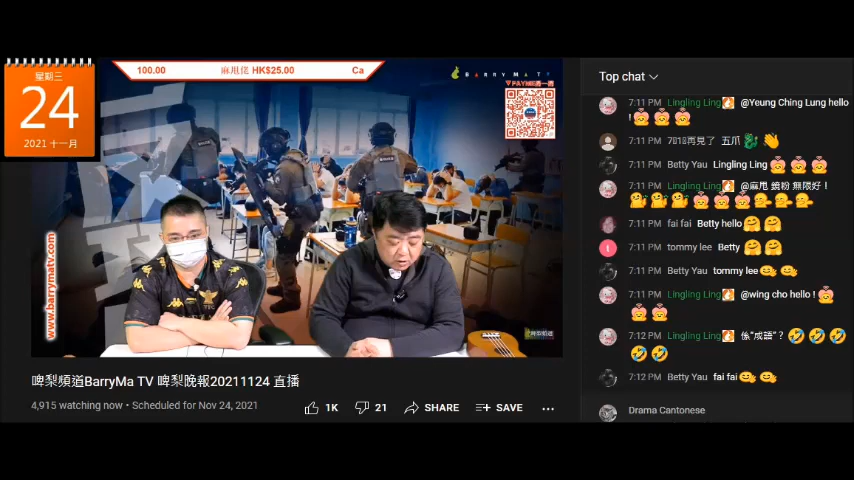 星期三
24
2021 十一月
100.00 麻甩佬 HK$25.00 Ca
BARRYMATV
www.barrymatv.com
啤梨頻道
啤梨頻道BarryMa TV 啤梨晚報20211124 直播
4,915 watching now • Scheduled for Nov 24, 2021
1K 21 SHARE SAVE
Top chat
7:11 PM Lingling Ling @Yeung Ching Lung hello
!
7:11 PM 7國8再見了 五爪
7:11 PM Betty Yau Lingling Ling
7:11 PM Lingling Ling @麻甩 鏡粉 無限好 !
7:11 PM fai fai Betty hello
7:11 PM tommy lee Betty
7:11 PM Betty Yau tommy lee
7:11 PM Lingling Ling @wing cho hello !
7:12 PM Lingling Ling 係"成語" ?
7:12 PM Betty Yau fai fai
Drama Cantonese